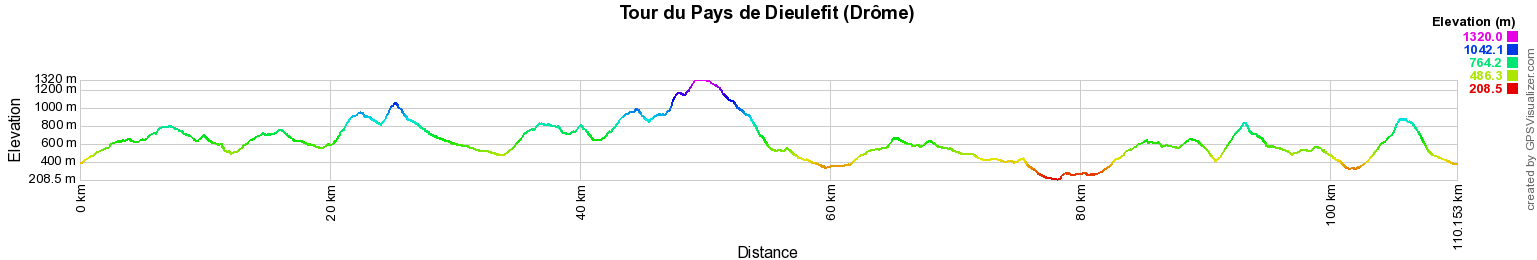 Tour du Pays de Dieulefit (Drôme)
Elevation (m)
1320.0
1042.1
764.2
486.3
208.5
Elevation
1320 m
1200 m
1000 m
800 m
600 m
400 m
208.5 m
0 km
20 km
40 km
60 km
80 km
100 km
110.153 km
Distance
created by GPSVisualizer.com